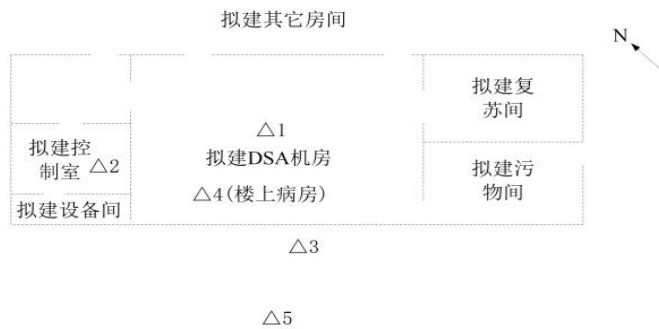 拟建其它房间
N
拟建复
苏间
△1
拟建控
制室 △2
拟建DSA机房
拟建污
物间
△4(楼上病房)
拟建设备间
△3
△5